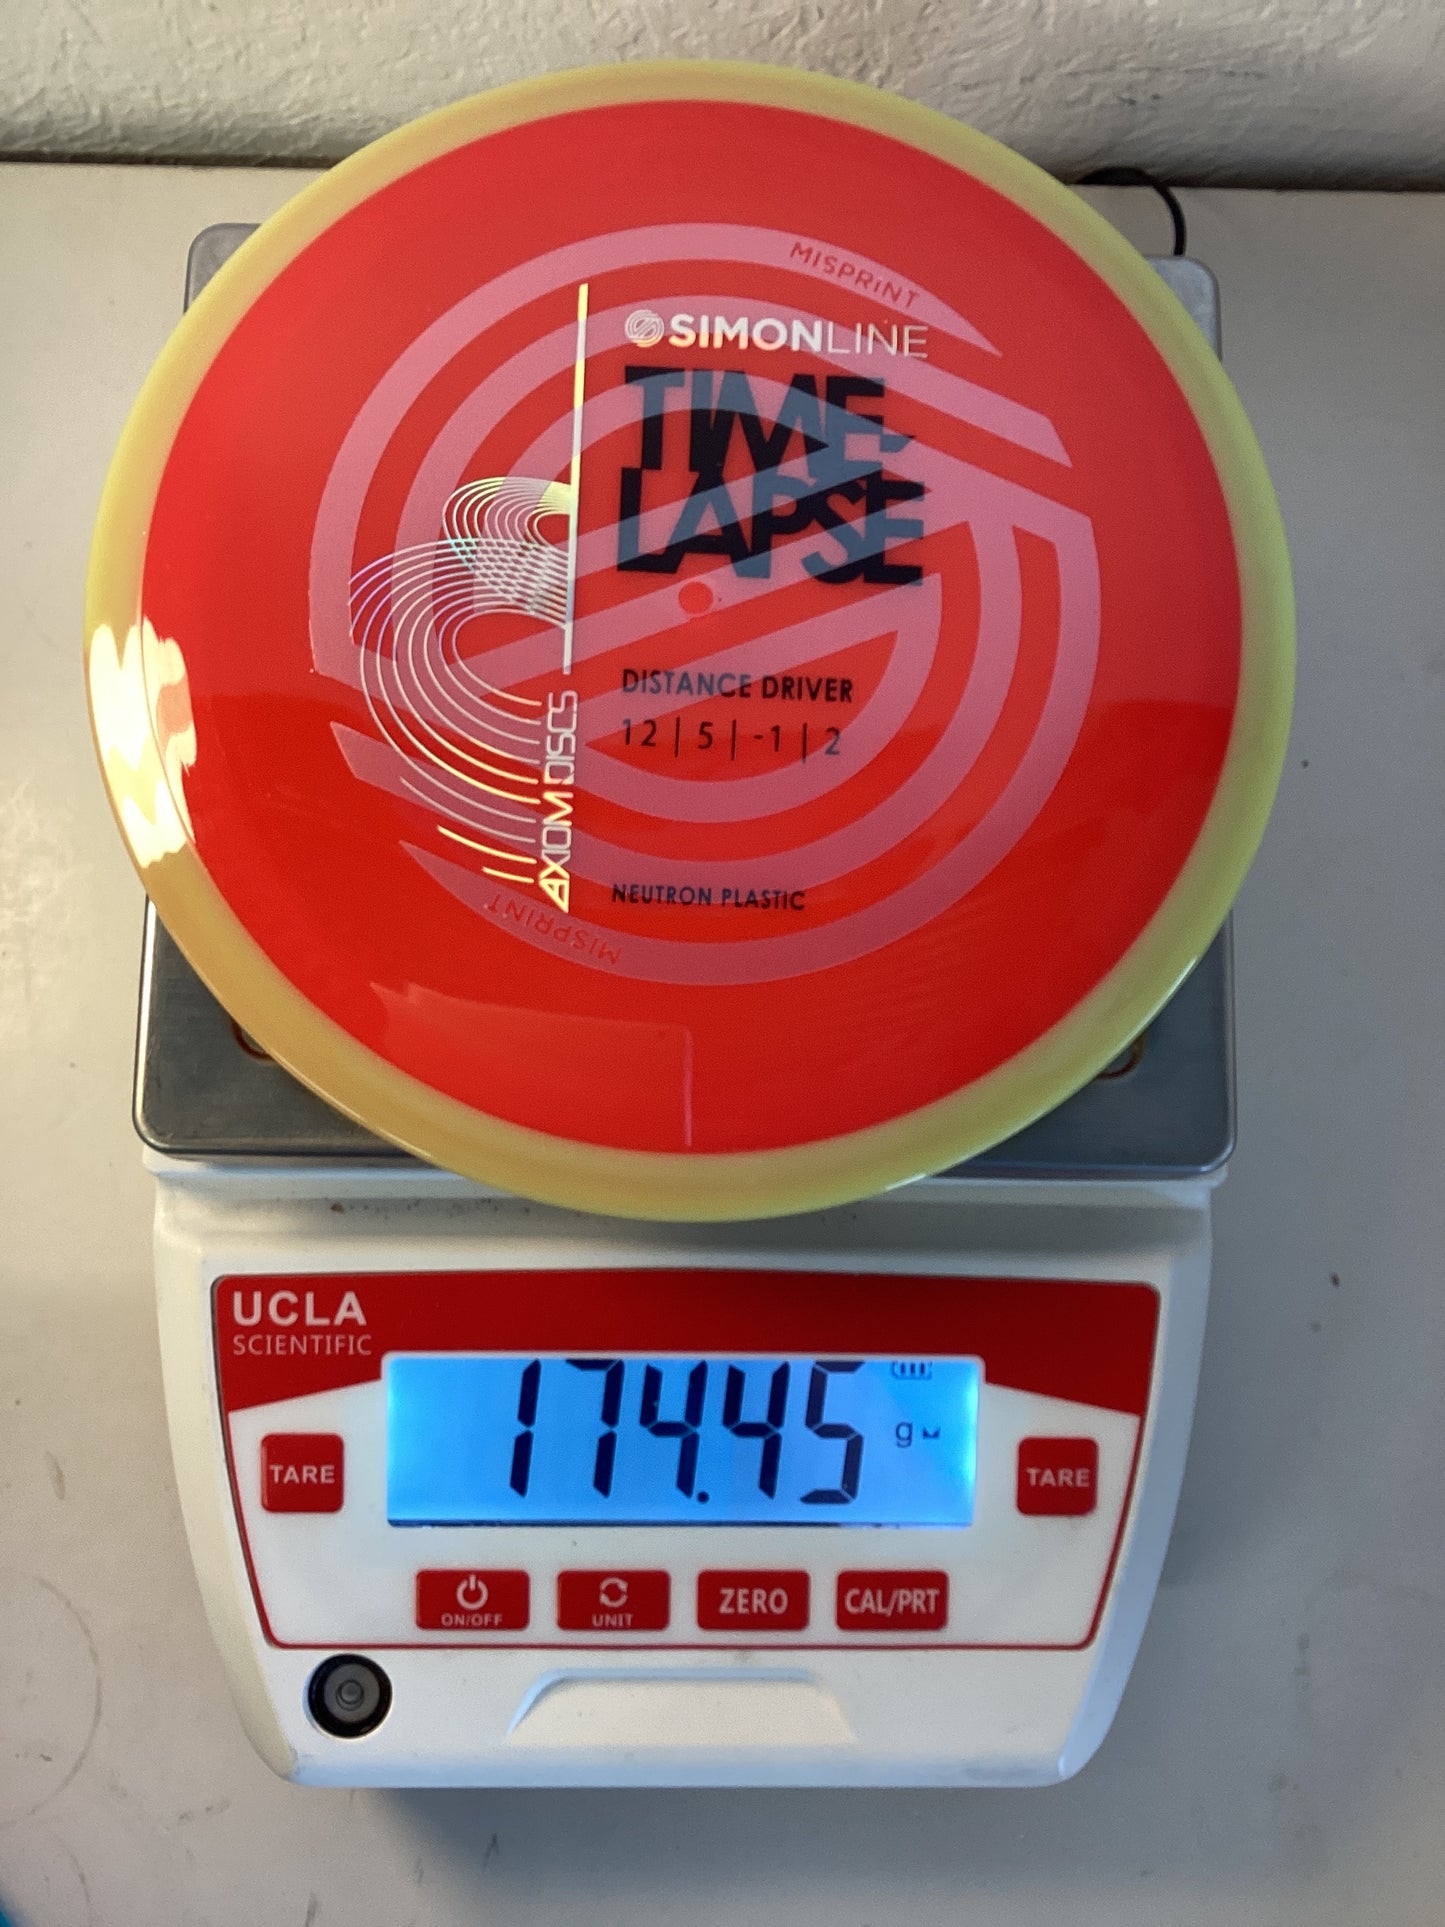 MISPRINT
SIMONLINE
TIME-
LAPSE
DISTANCE DRIVER
12 | 5 | -1 | 2
AXIOM DISCS
NEUTRON PLASTIC
MISPRINT
UCLA
SCIENTIFIC
174.45 g
TARE
TARE
ON/OFF
UNIT
ZERO
CAL/PRT